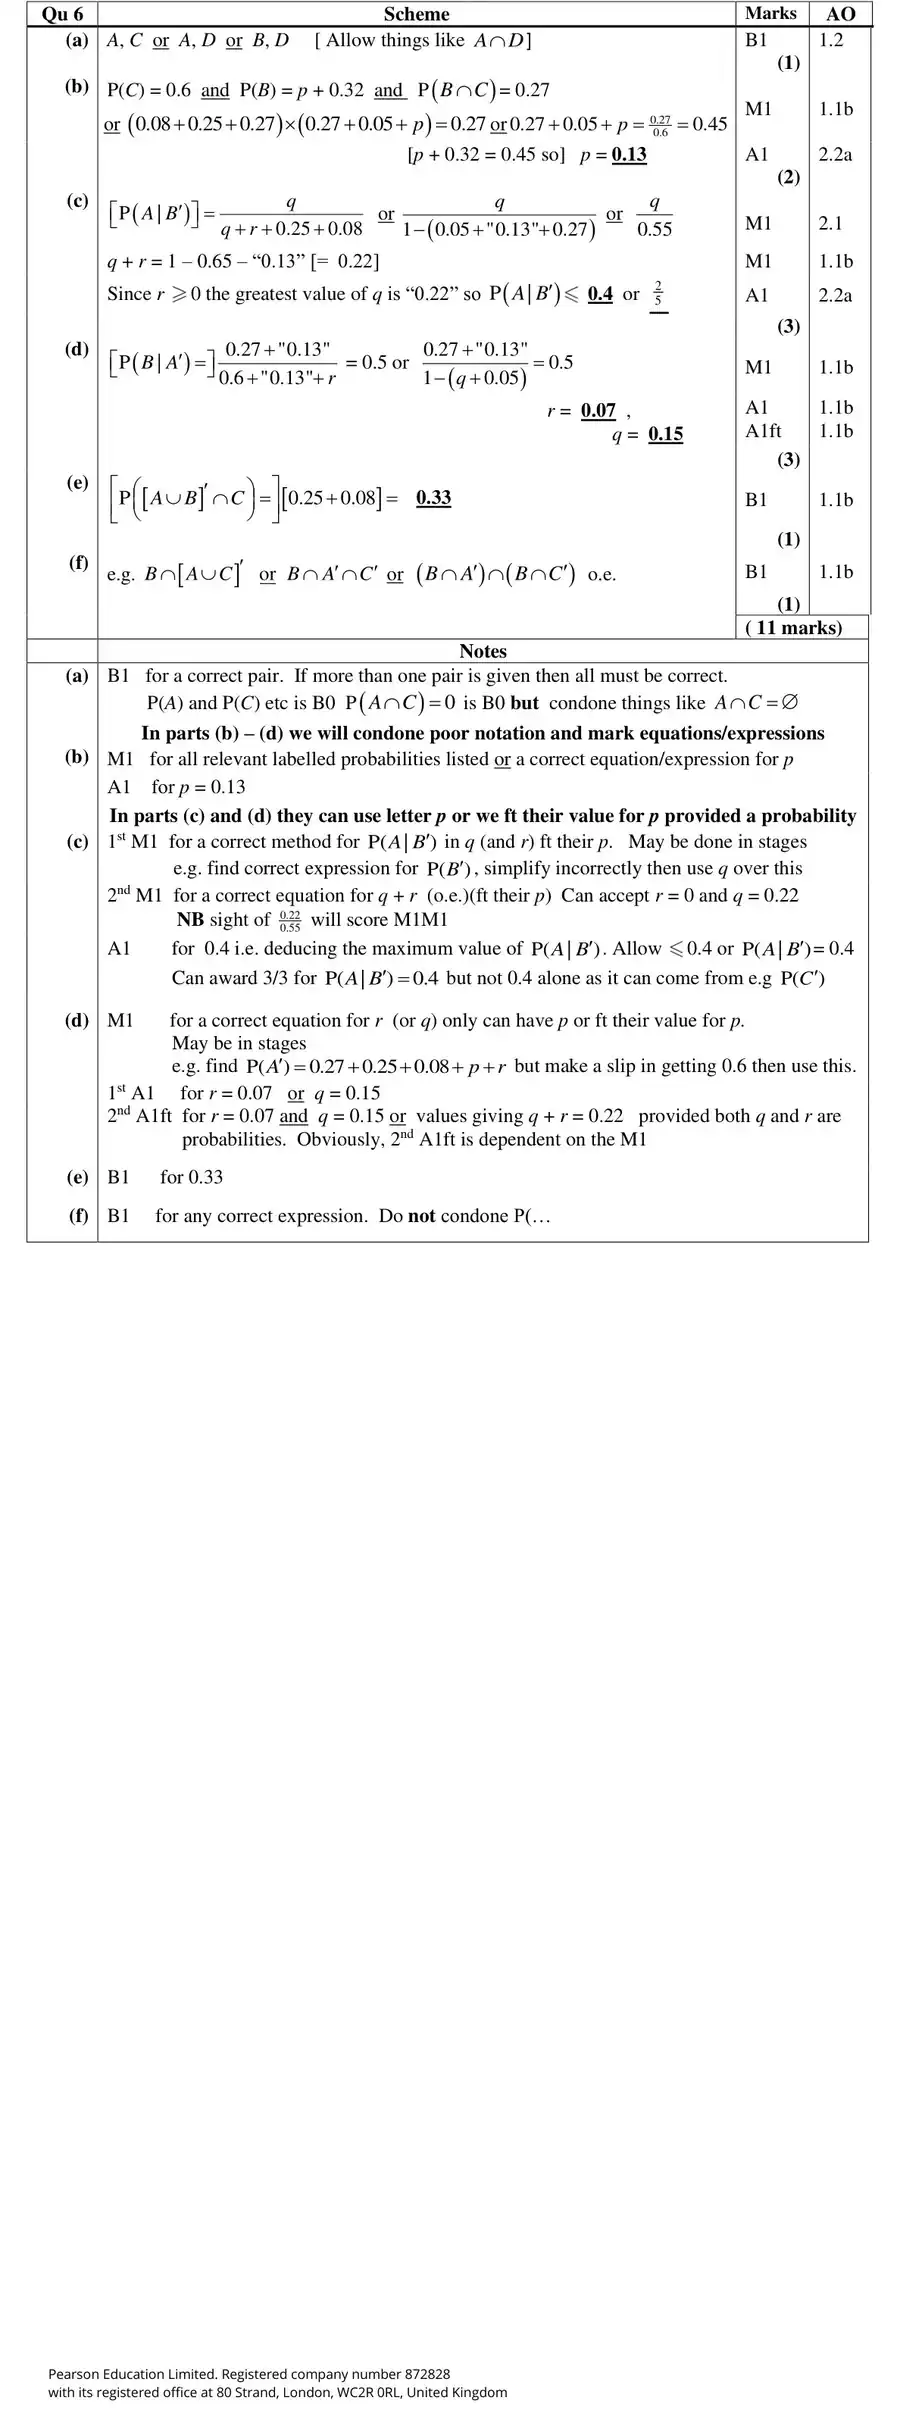 Qu 6 Scheme Marks AO
(a) A, C or A, D or B, D [ Allow things like A∩D] B1 1.2
(1)
(b) P(C) = 0.6 and P(B) = p + 0.32 and P(B∩C) = 0.27
or (0.08+0.25+0.27)×(0.27+0.05+p) = 0.27 or 0.27+0.05+p = 0.27/0.6 = 0.45 M1 1.1b
[p + 0.32 = 0.45 so] p = 0.13 A1 2.2a
(2)
(c) [P(A|B′)] = q/(q+r+0.25+0.08) or q/(1−(0.05+"0.13"+0.27)) or q/0.55 M1 2.1
q + r = 1 – 0.65 – “0.13” [= 0.22] M1 1.1b
Since r ⩾ 0 the greatest value of q is “0.22” so P(A|B′) ⩽ 0.4 or 2/5 A1 2.2a
(3)
(d) [P(B|A′) =] (0.27+"0.13")/(0.6+"0.13"+r) = 0.5 or (0.27+"0.13")/(1−(q+0.05)) = 0.5 M1 1.1b
r = 0.07 , A1 1.1b
q = 0.15 A1ft 1.1b
(3)
(e) [P([A∪B]′∩C) =][0.25+0.08] = 0.33 B1 1.1b
(1)
(f) e.g. B∩[A∪C]′ or B∩A′∩C′ or (B∩A′)∩(B∩C′) o.e. B1 1.1b
(1)
( 11 marks)
Notes
(a) B1 for a correct pair. If more than one pair is given then all must be correct.
P(A) and P(C) etc is B0 P(A∩C) = 0 is B0 but condone things like A∩C = ∅
In parts (b) – (d) we will condone poor notation and mark equations/expressions
(b) M1 for all relevant labelled probabilities listed or a correct equation/expression for p
A1 for p = 0.13
In parts (c) and (d) they can use letter p or we ft their value for p provided a probability
(c) 1st M1 for a correct method for P(A|B′) in q (and r) ft their p. May be done in stages
e.g. find correct expression for P(B′), simplify incorrectly then use q over this
2nd M1 for a correct equation for q + r (o.e.)(ft their p) Can accept r = 0 and q = 0.22
NB sight of 0.22/0.55 will score M1M1
A1 for 0.4 i.e. deducing the maximum value of P(A|B′). Allow ⩽0.4 or P(A|B′) = 0.4
Can award 3/3 for P(A|B′) = 0.4 but not 0.4 alone as it can come from e.g P(C′)
(d) M1 for a correct equation for r (or q) only can have p or ft their value for p.
May be in stages
e.g. find P(A′) = 0.27+0.25+0.08+p+r but make a slip in getting 0.6 then use this.
1st A1 for r = 0.07 or q = 0.15
2nd A1ft for r = 0.07 and q = 0.15 or values giving q + r = 0.22 provided both q and r are
probabilities. Obviously, 2nd A1ft is dependent on the M1
(e) B1 for 0.33
(f) B1 for any correct expression. Do not condone P(…
Pearson Education Limited. Registered company number 872828
with its registered office at 80 Strand, London, WC2R 0RL, United Kingdom